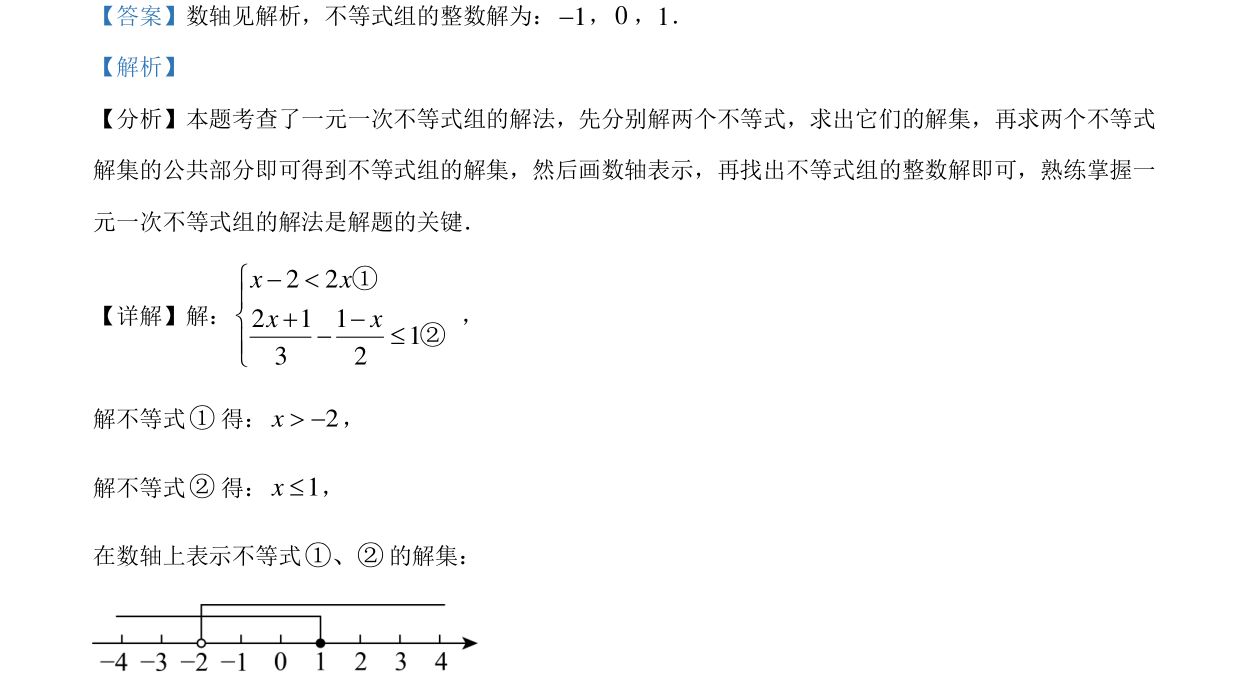 【答案】数轴见解析，不等式组的整数解为：−1，0，1．
【解析】
【分析】本题考查了一元一次不等式组的解法，先分别解两个不等式，求出它们的解集，再求两个不等式
解集的公共部分即可得到不等式组的解集，然后画数轴表示，再找出不等式组的整数解即可，熟练掌握一
元一次不等式组的解法是解题的关键．
【详解】解：{x−2<2x① (2x+1)/3 − (1−x)/2 ≤1② ，
解不等式①得：x>−2，
解不等式②得：x≤1，
在数轴上表示不等式①、②的解集：
−4 −3 −2 −1 0 1 2 3 4